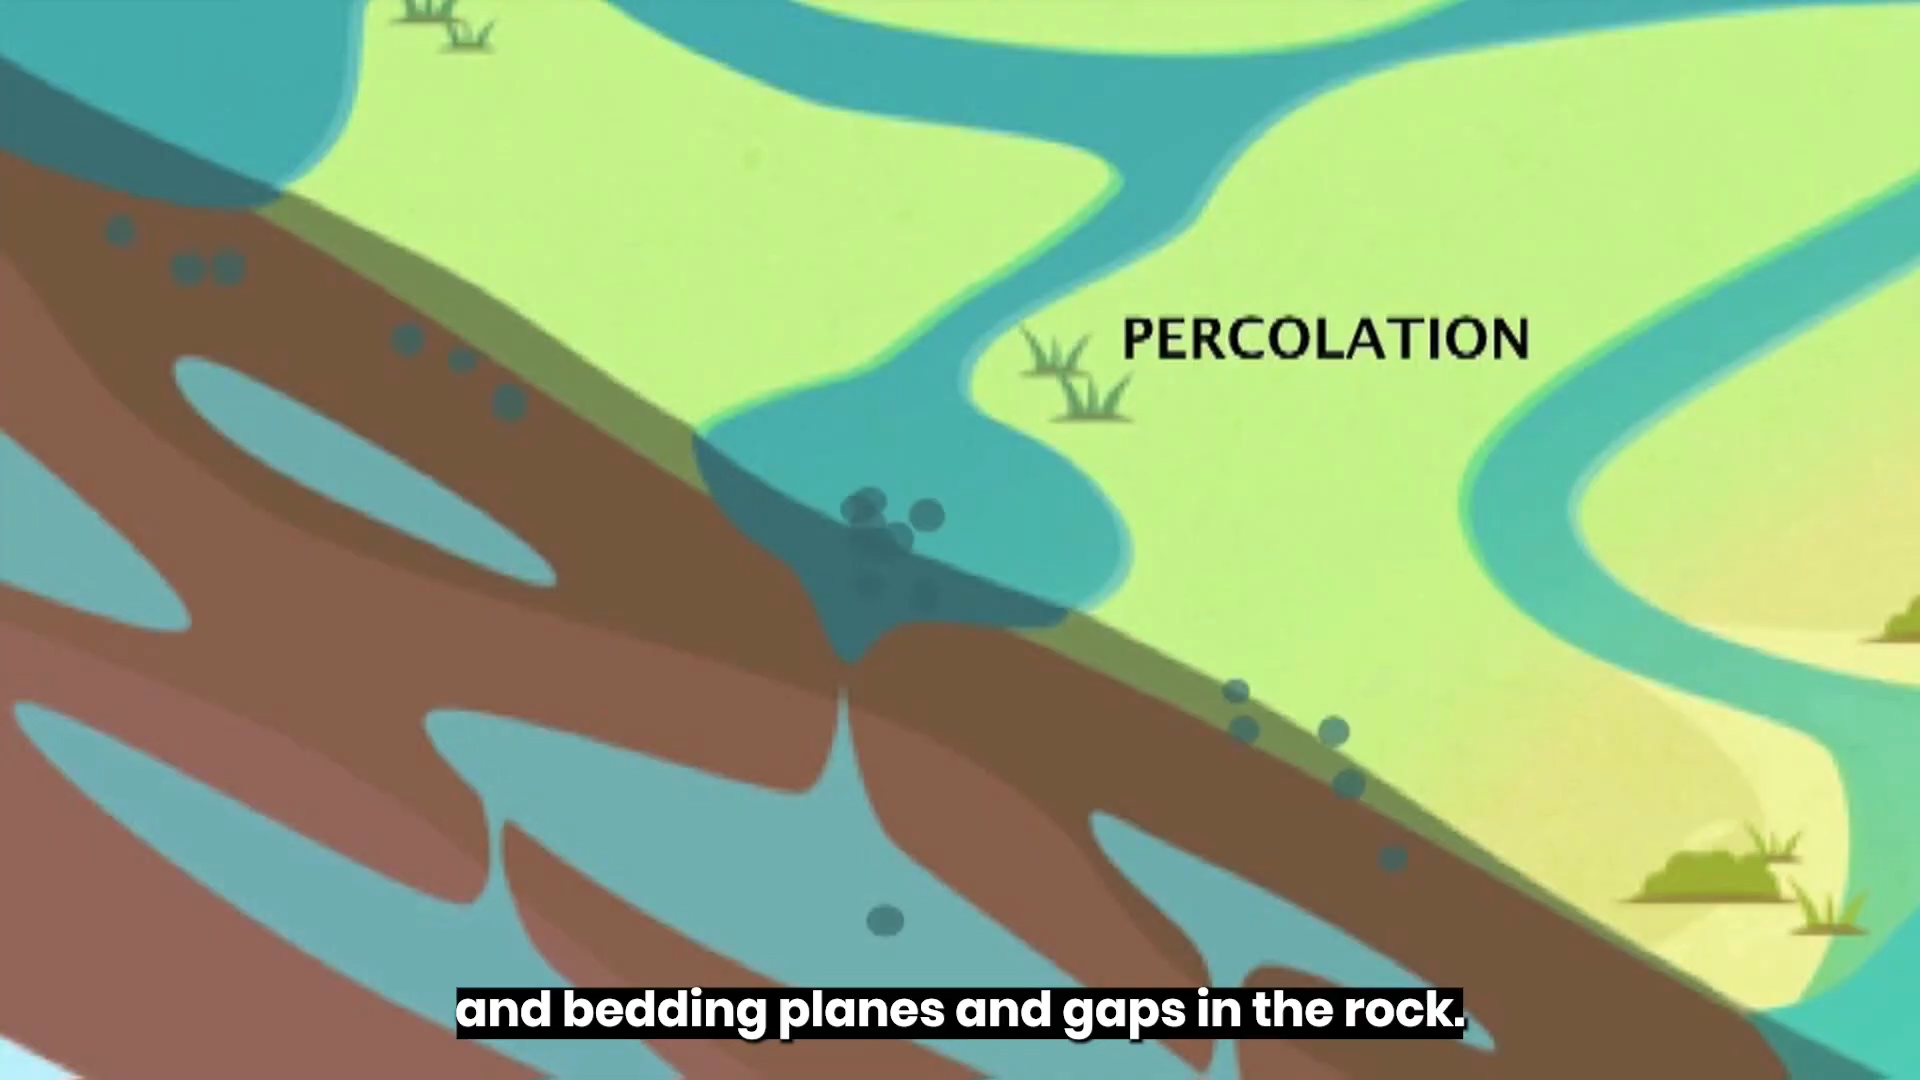 PERCOLATION
and bedding planes and gaps in the rock.